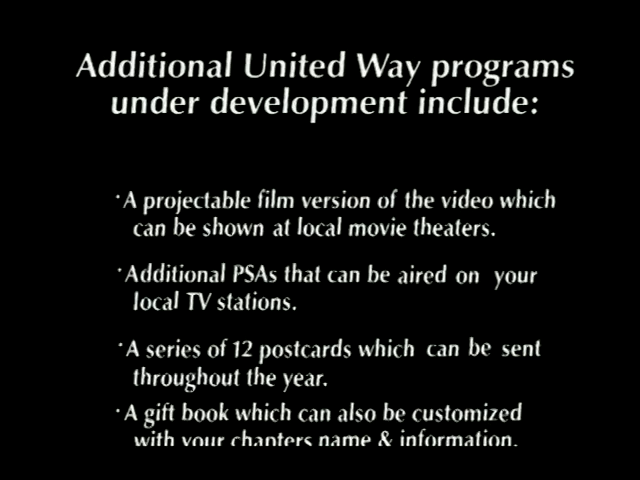 Additional United Way programs
under development include:
·A projectable film version of the video which
can be shown at local movie theaters.
·Additional PSAs that can be aired on your
local TV stations.
·A series of 12 postcards which can be sent
throughout the year.
·A gift book which can also be customized
with your chapters name & information.